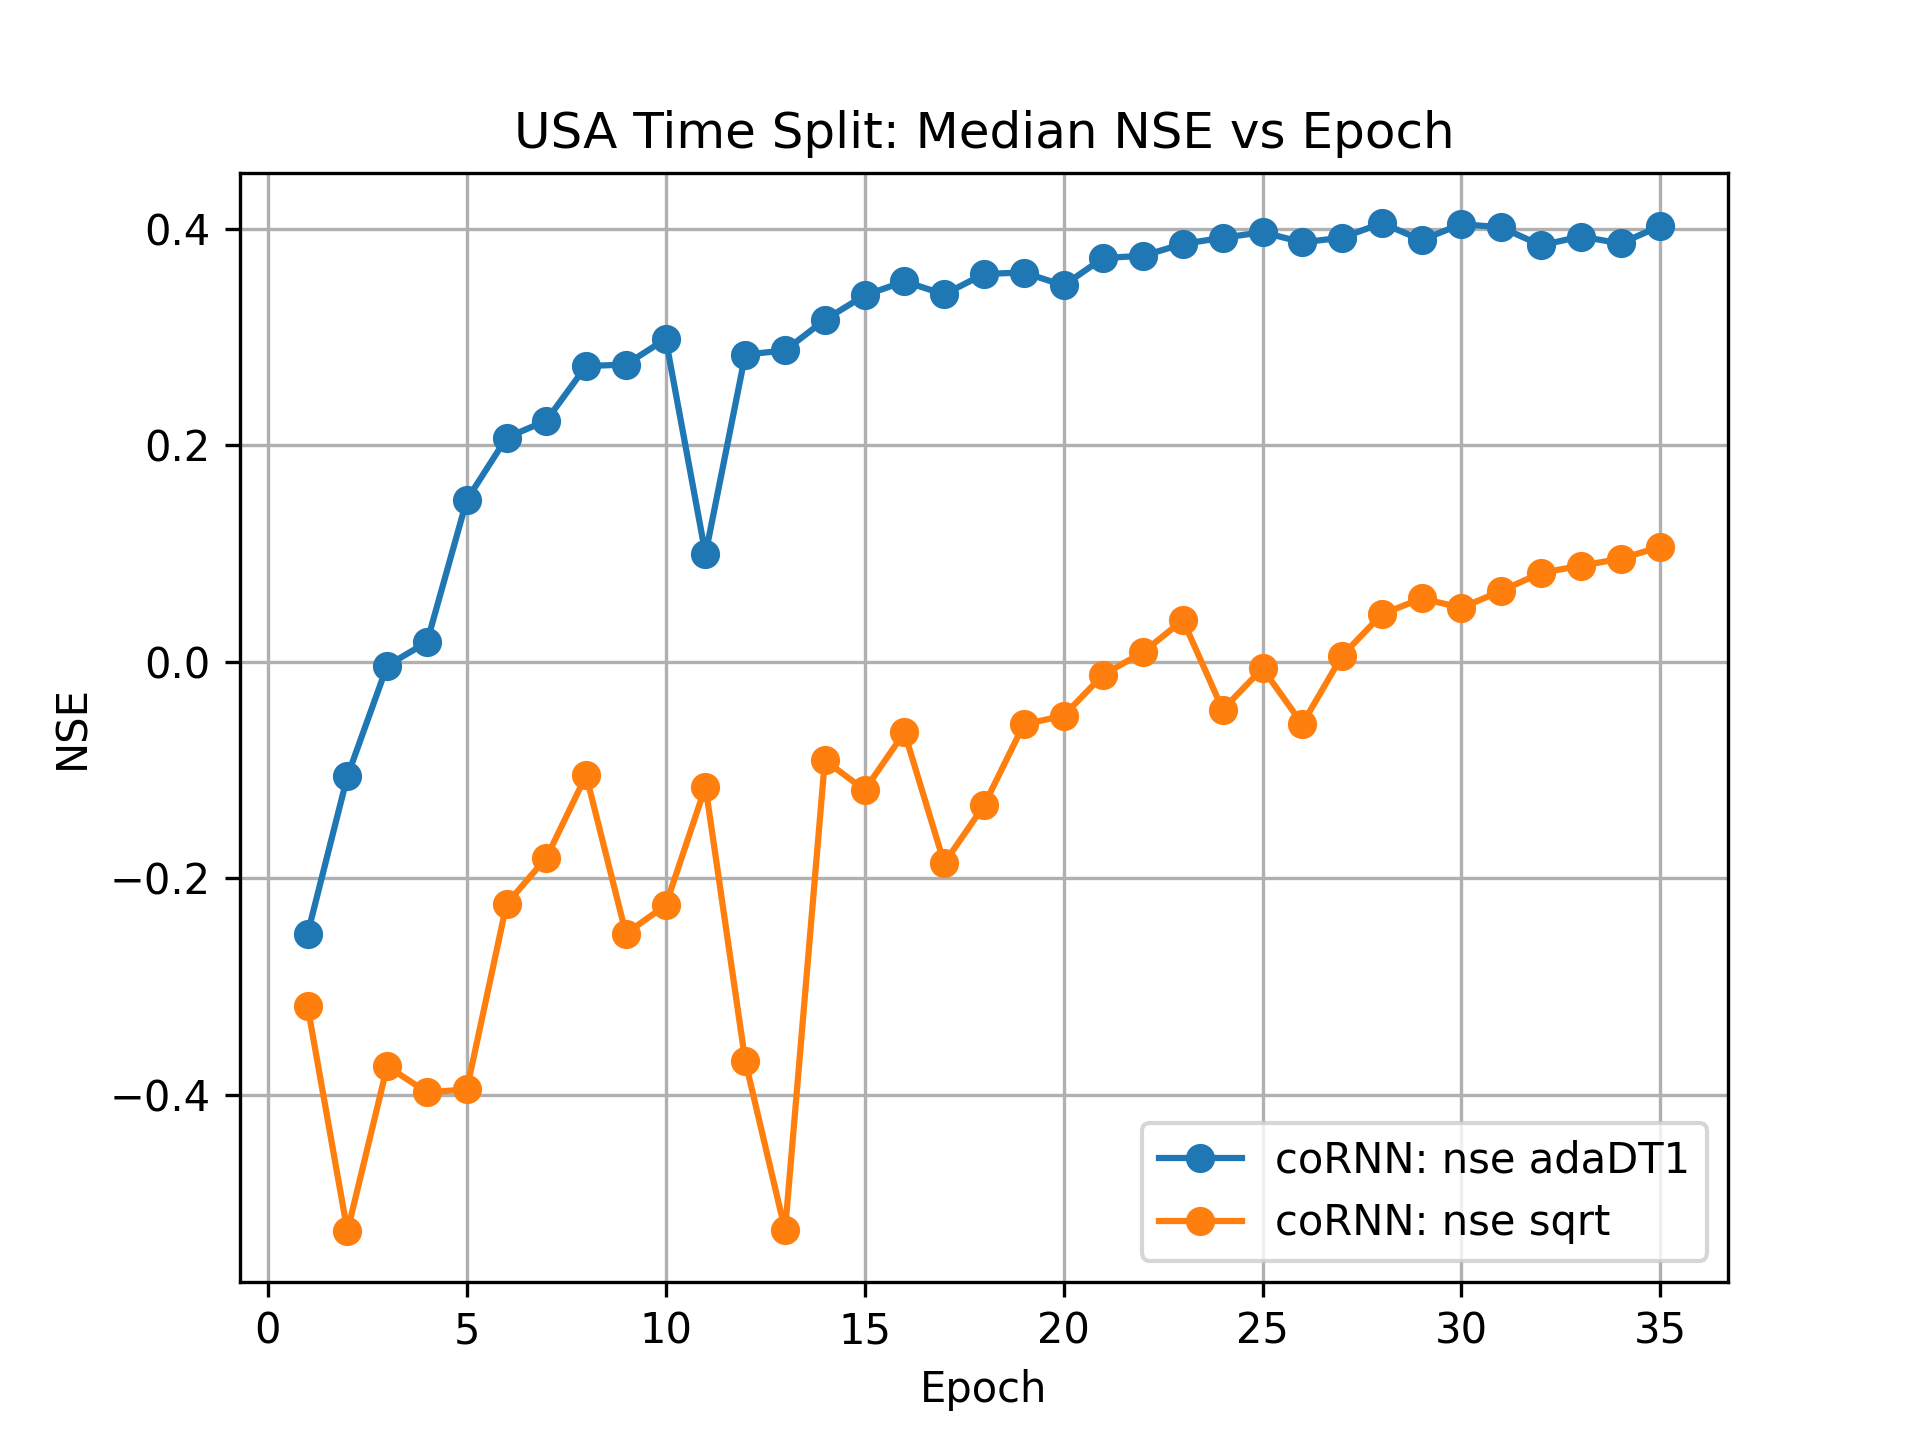 USA Time Split: Median NSE vs Epoch
0.4
0.2
0.0
−0.2
−0.4
NSE
coRNN: nse adaDT1
coRNN: nse sqrt
0 5 10 15 20 25 30 35
Epoch